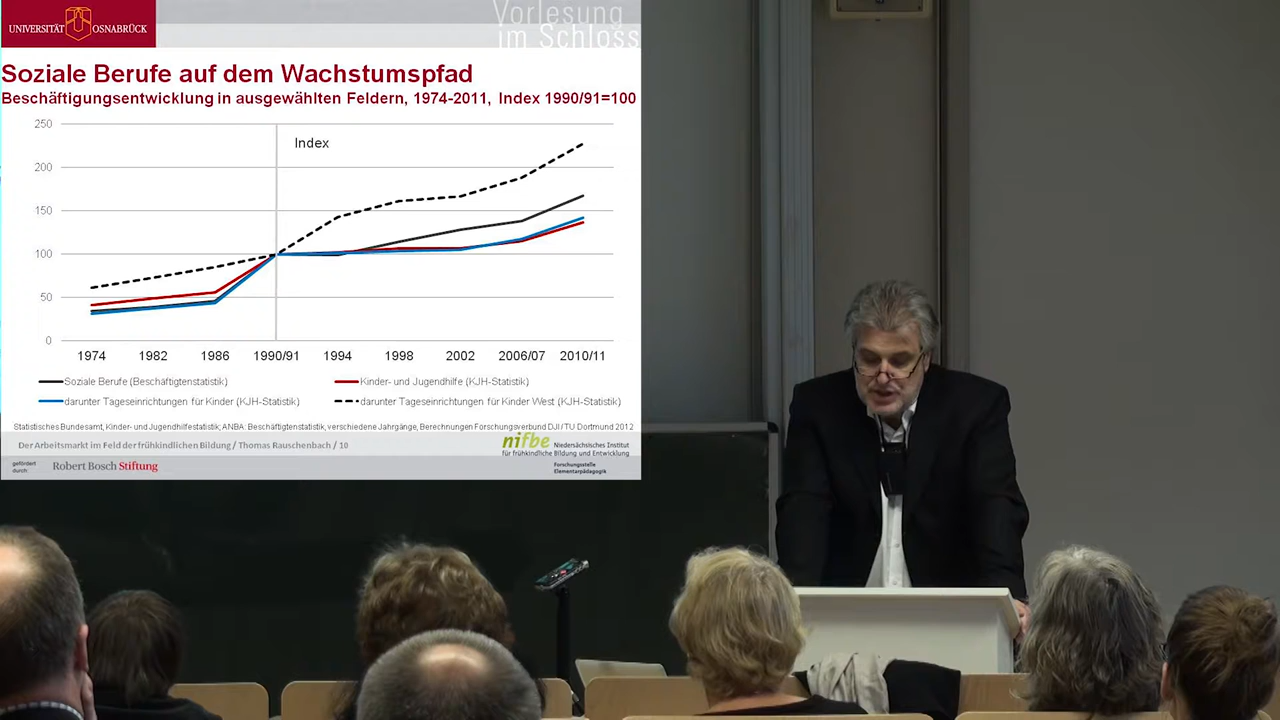 UNIVERSITÄT OSNABRÜCK
Vorlesung
im Schloss
Soziale Berufe auf dem Wachstumspfad
Beschäftigungsentwicklung in ausgewählten Feldern, 1974-2011, Index 1990/91=100
250
Index
200
150
100
50
0
1974 1982 1986 1990/91 1994 1998 2002 2006/07 2010/11
Soziale Berufe (Beschäftigtenstatistik) Kinder- und Jugendhilfe (KJH-Statistik)
darunter Tageseinrichtungen für Kinder (KJH-Statistik) darunter Tageseinrichtungen für Kinder West (KJH-Statistik)
Statistisches Bundesamt, Kinder- und Jugendhilfestatistik; ANBA: Beschäftigtenstatistik, verschiedene Jahrgänge, Berechnungen Forschungsverbund DJI/TU Dortmund 2012
Der Arbeitsmarkt im Feld der frühkindlichen Bildung / Thomas Rauschenbach / 10
nifbe Niedersächsisches Institut
für frühkindliche Bildung und Entwicklung
gefördert
durch: Robert Bosch Stiftung
Forschungsstelle
Elementarpädagogik